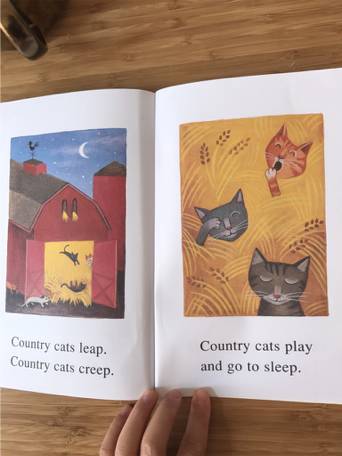 Country cats leap.
Country cats creep.
Country cats play
and go to sleep.